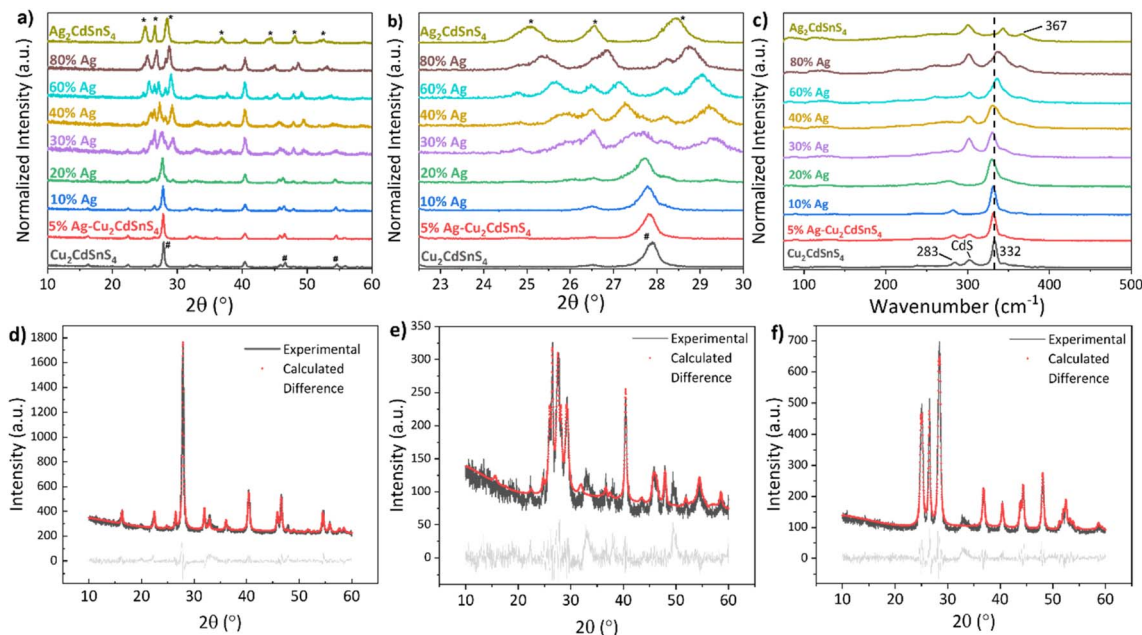 a)
* * * * * * *
Ag₂CdSnS₄
80% Ag
60% Ag
40% Ag
30% Ag
20% Ag
10% Ag
5% Ag-Cu₂CdSnS₄
Cu₂CdSnS₄
# # #
Normalized Intensity (a.u.)
10 20 30 40 50 60
2θ (°)
b)
* * *
Ag₂CdSnS₄
80% Ag
60% Ag
40% Ag
30% Ag
20% Ag
10% Ag
5% Ag-Cu₂CdSnS₄
Cu₂CdSnS₄
#
Normalized Intensity (a.u.)
23 24 25 26 27 28 29 30
2θ (°)
c)
Ag₂CdSnS₄
367
80% Ag
60% Ag
40% Ag
30% Ag
20% Ag
10% Ag
5% Ag-Cu₂CdSnS₄
CdS
283
332
Cu₂CdSnS₄
Normalized Intensity (a.u.)
100 200 300 400 500
Wavenumber (cm⁻¹)
d)
Experimental
Calculated
Difference
1800
1600
1400
1200
1000
800
600
400
200
0
Intensity (a.u.)
10 20 30 40 50 60
2θ (°)
e)
Experimental
Calculated
Difference
350
300
250
200
150
100
50
0
Intensity (a.u.)
10 20 30 40 50 60
2θ (°)
f)
Experimental
Calculated
Difference
700
600
500
400
300
200
100
0
Intensity (a.u.)
10 20 30 40 50 60
2θ (°)